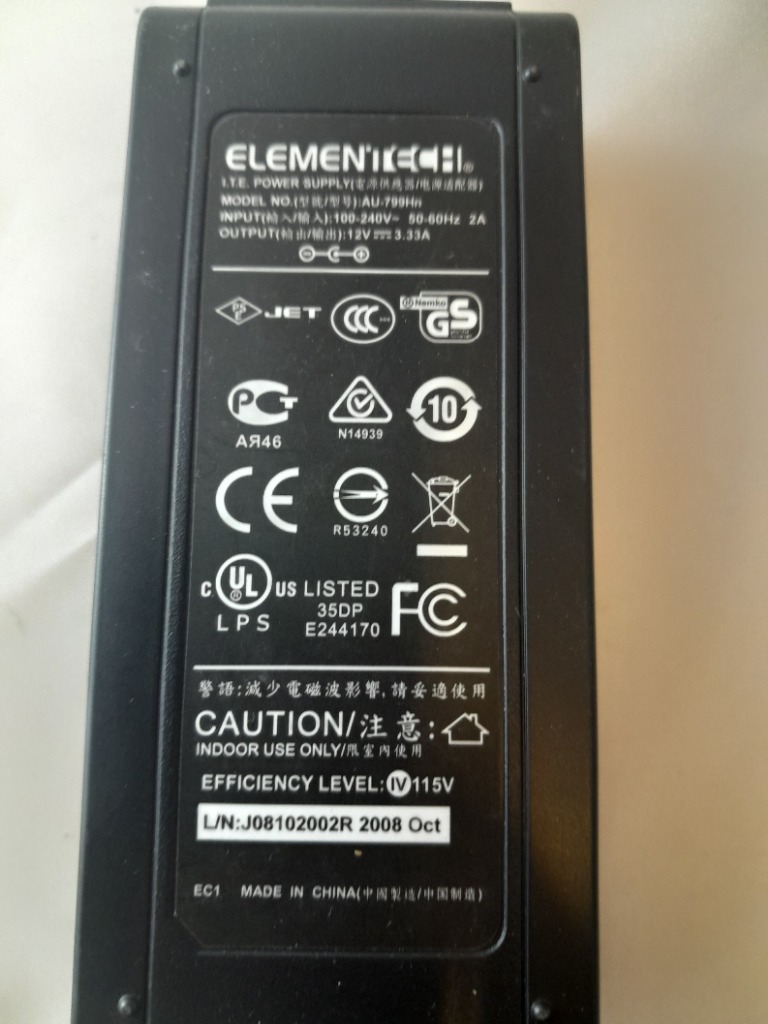 ELEMENTECH®
I.T.E. POWER SUPPLY(電源供應器/电源适配器)
MODEL NO.(型號/型号):AU-799Hn
INPUT(輸入/输入):100-240V~ 50-60Hz 2A
OUTPUT(輸出/输出):12V⎓3.33A
PS E JET CCC Nemko GS
PCT 10
АЯ46 N14939
CE
R53240
c UL® US LISTED FC
LPS 35DP
E244170
警語:減少電磁波影響,請妥適使用
CAUTION/注意:
INDOOR USE ONLY/限室內使用
EFFICIENCY LEVEL:IV 115V
L/N:J08102002R 2008 Oct
EC1 MADE IN CHINA(中國製造/中国制造)